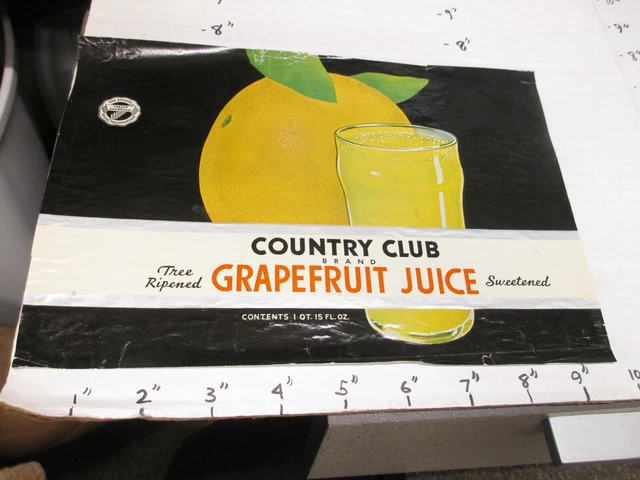 -9"
-8"
-8"
COUNTRY CLUB
BRAND
Tree Ripened
GRAPEFRUIT JUICE
Sweetened
CONTENTS 1 QT. 15 FL. OZ.
1" 2" 3" 4" 5" 6" 7" 8" 9" 10